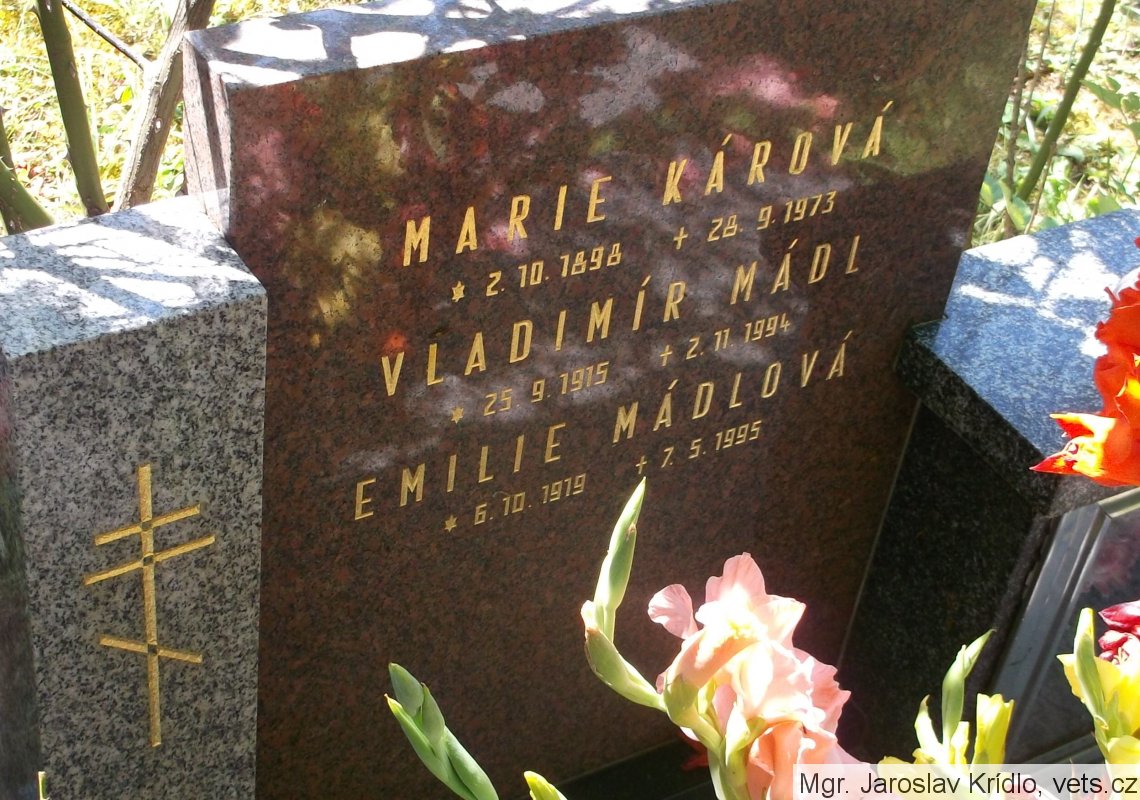 MARIE KÁROVÁ
* 2. 10. 1898 + 28. 9. 1973
VLADIMÍR MÁDL
* 25. 9. 1915 + 2. 11. 1994
EMILIE MÁDLOVÁ
* 6. 10. 1919 + 7. 5. 1995
Mgr. Jaroslav Krídlo, vets.cz